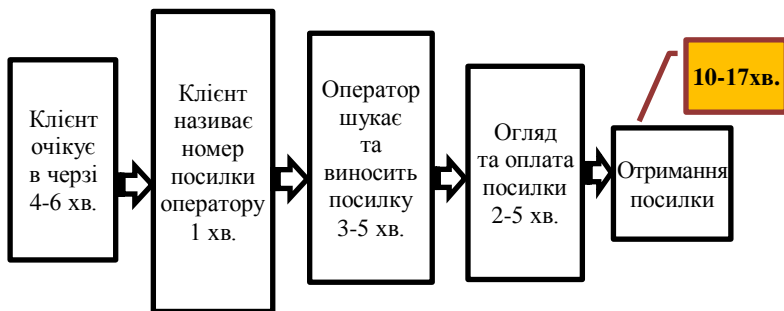 Клієнт
очікує
в черзі
4-6 хв.
Клієнт
називає
номер
посилки
оператору
1 хв.
Оператор
шукає
та
виносить
посилку
3-5 хв.
Огляд
та оплата
посилки
2-5 хв.
Отримання
посилки
10-17хв.